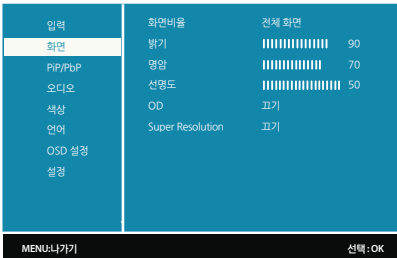 입력
화면
PiP/PbP
오디오
색상
언어
OSD 설정
설정
화면비율 전체 화면
밝기 90
명암 70
선명도 50
OD 끄기
Super Resolution 끄기
MENU:나가기 선택 : OK